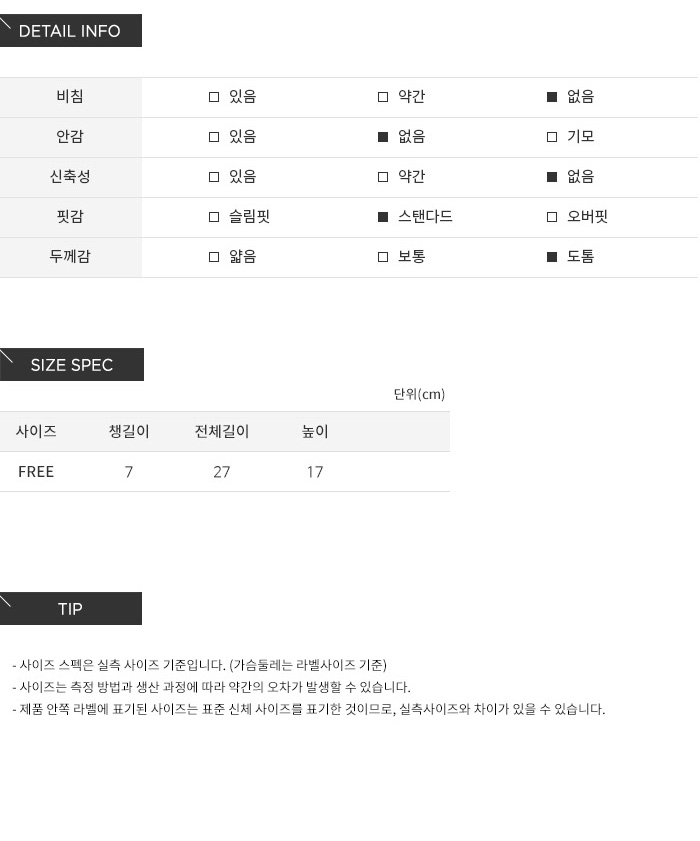 DETAIL INFO
비침 □ 있음 □ 약간 ■ 없음
안감 □ 있음 ■ 없음 □ 기모
신축성 □ 있음 □ 약간 ■ 없음
핏감 □ 슬림핏 ■ 스탠다드 □ 오버핏
두께감 □ 얇음 □ 보통 ■ 도톰
SIZE SPEC
단위(cm)
사이즈 챙길이 전체길이 높이
FREE 7 27 17
TIP
- 사이즈 스펙은 실측 사이즈 기준입니다. (가슴둘레는 라벨사이즈 기준)
- 사이즈는 측정 방법과 생산 과정에 따라 약간의 오차가 발생할 수 있습니다.
- 제품 안쪽 라벨에 표기된 사이즈는 표준 신체 사이즈를 표기한 것이므로, 실측사이즈와 차이가 있을 수 있습니다.